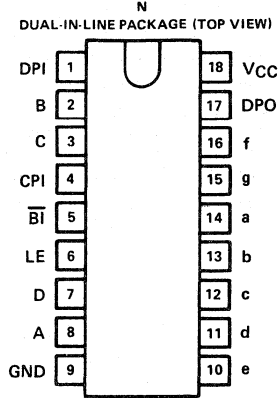 N
DUAL-IN-LINE PACKAGE (TOP VIEW)
DPI 1 18 VCC
B 2 17 DPO
C 3 16 f
CPI 4 15 g
B̅I̅ 5 14 a
LE 6 13 b
D 7 12 c
A 8 11 d
GND 9 10 e